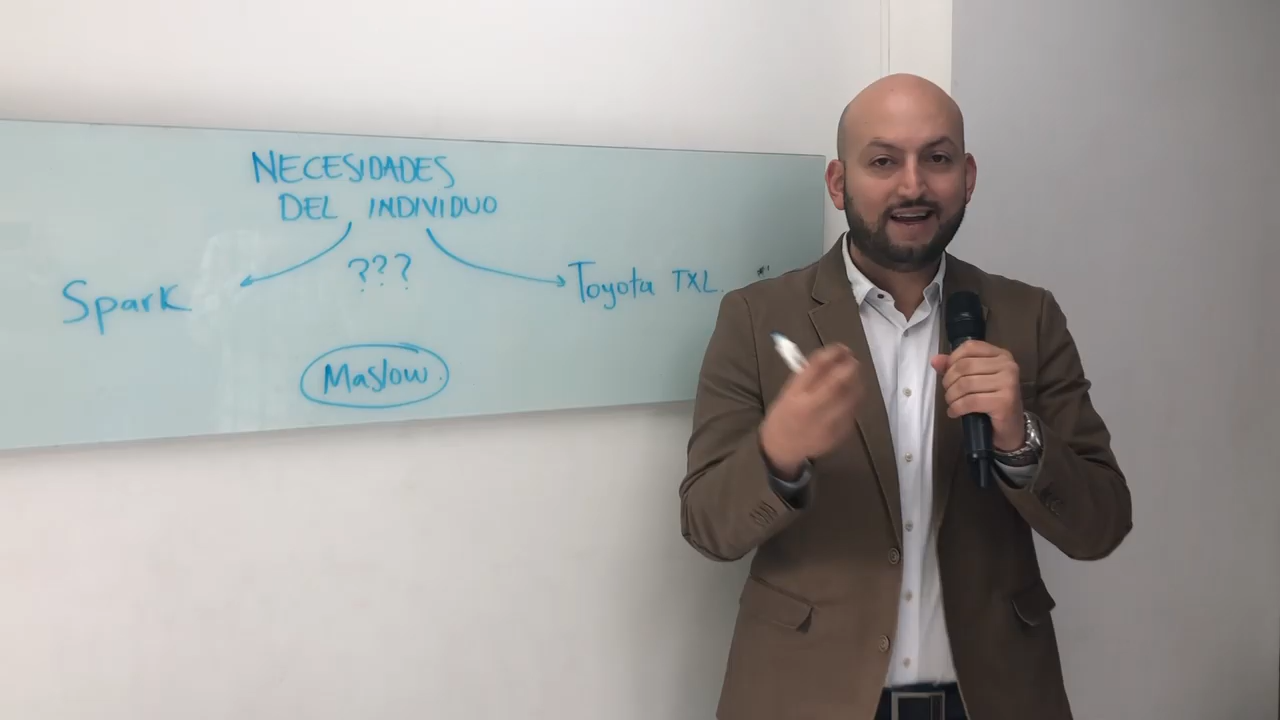 NECESIDADES
DEL INDIVIDUO
???
Spark
Toyota TXL.
Maslow.